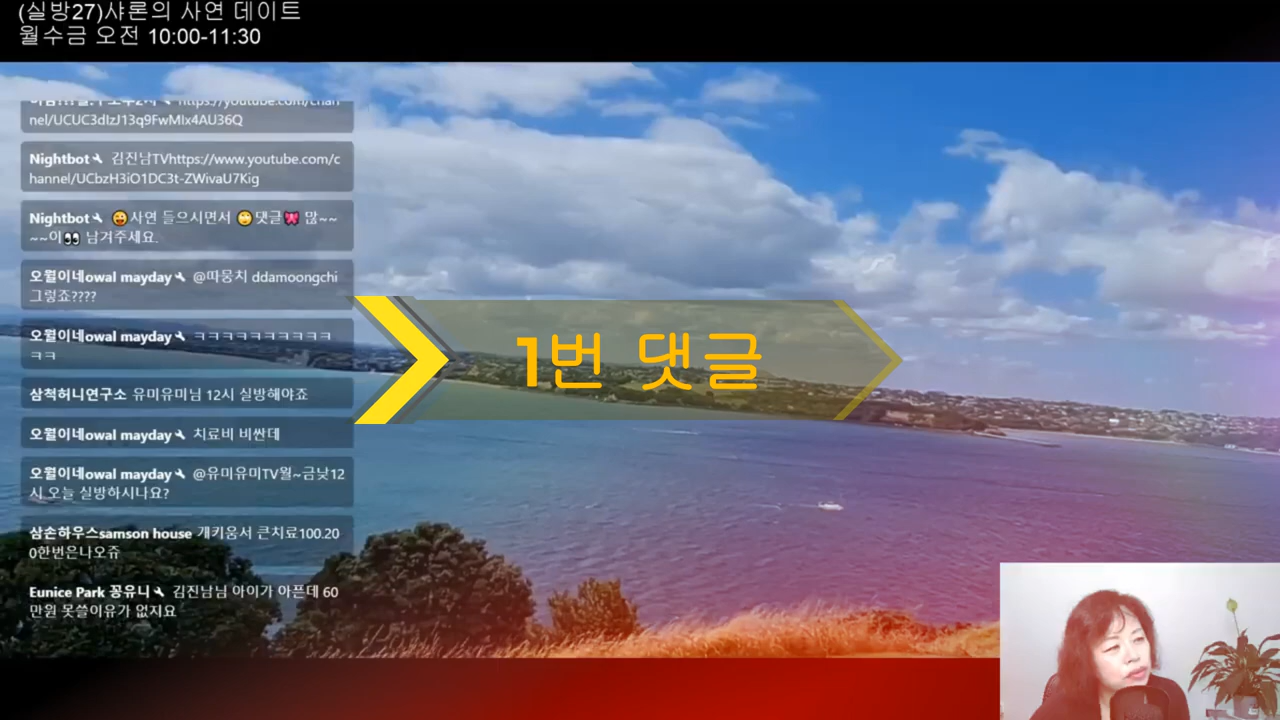 (실방27)샤론의 사연 데이트
월수금 오전 10:00-11:30
https://youtube.com/chan
nel/UCUC3dIzJ13q9FwMIx4AU36Q
Nightbot 김진남TVhttps://www.youtube.com/c
hannel/UCbzH3iO1DC3t-ZWivaU7Kig
Nightbot 😜사연 들으시면서 🙄댓글🎀 많~~
~~이👀 남겨주세요.
오월이네owal mayday @따뭉치 ddamoongchi
그렇죠????
오월이네owal mayday ㅋㅋㅋㅋㅋㅋㅋㅋㅋㅋ
ㅋㅋ
1번 댓글
삼척허니연구소 유미유미님 12시 실방해야죠
오월이네owal mayday 치료비 비싼데
오월이네owal mayday @유미유미TV월~금낮12
시 오늘 실방하시나요?
삼손하우스samson house 개키움서 큰치료100.20
0한번은나오쥬
Eunice Park 꽁유니 김진남님 아이가 아픈데 60
만원 못쓸이유가 없지요